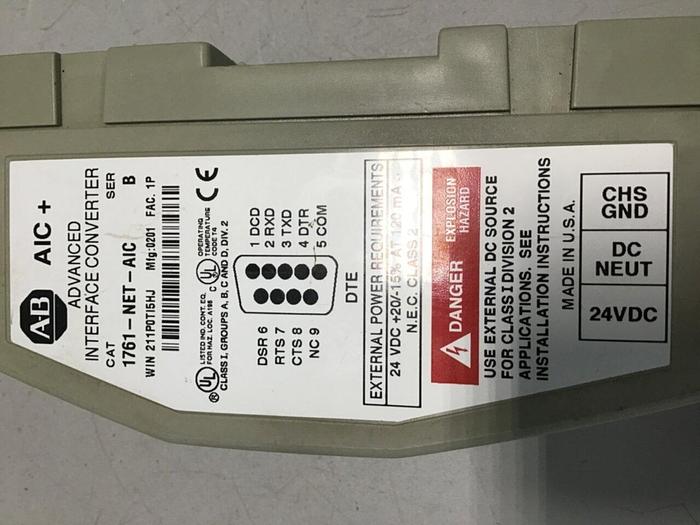 AB AIC +
ADVANCED
INTERFACE CONVERTER
CAT SER
1761-NET-AIC B
WIN 211P0TI5HJ Mfg:0201 FAC. 1P
UL LISTED IND. CONT. EQ.
FOR HAZ. LOC. A196
UL OPERATING
TEMPERATURE
CODE T4
CE
CLASS I, GROUPS A, B, C AND D, DIV. 2
1 DCD
2 RXD
3 TXD
4 DTR
5 COM
DSR 6
RTS 7
CTS 8
NC 9
DTE
EXTERNAL POWER REQUIREMENTS
24 VDC +20/-15% AT 120 mA
N.E.C. CLASS 2
DANGER
EXPLOSION
HAZARD
USE EXTERNAL DC SOURCE
FOR CLASS I DIVISION 2
APPLICATIONS. SEE
INSTALLATION INSTRUCTIONS
MADE IN U.S.A.
CHS
GND
DC
NEUT
24VDC